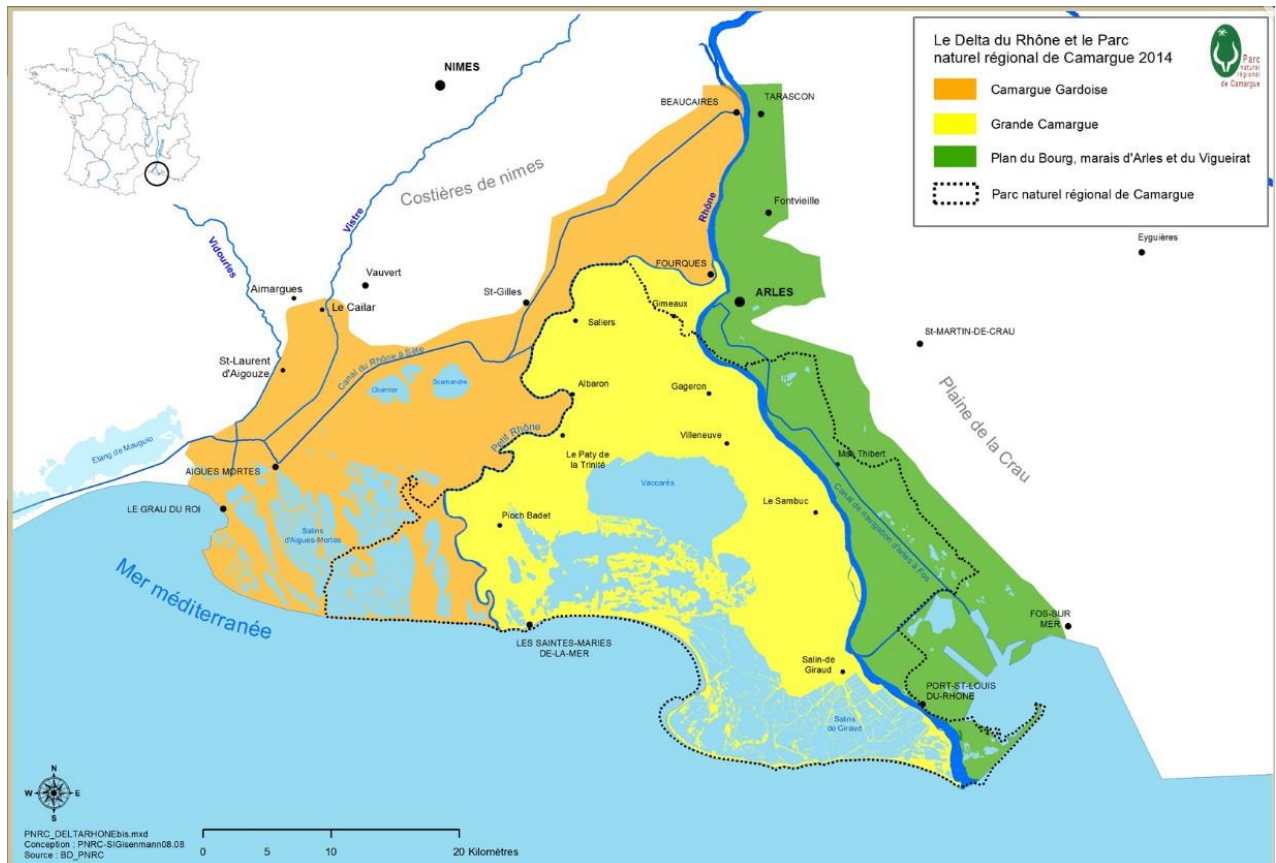 Le Delta du Rhône et le Parc
naturel régional de Camargue 2014
Parc
naturel
régional
de Camargue
Camargue Gardoise
Grande Camargue
Plan du Bourg, marais d'Arles et du Vigueirat
Parc naturel régional de Camargue
NIMES
BEAUCAIRES
TARASCON
Costières de nimes
Vistre
Vidourles
Rhône
Fontvieille
Eyguières
Vauvert
Aimargues
Le Cailar
St-Gilles
FOURQUES
ARLES
Gimeaux
Saliers
St-MARTIN-DE-CRAU
St-Laurent
d'Aigouze
Canal du Rhône à Sète
Charnier
Scamandre
Albaron
Gageron
Plaine de la Crau
Petit Rhône
Villeneuve
Le Paty de
la Trinité
Mas Thibert
Etang de Mauguio
AIGUES MORTES
Vaccarès
Le Sambuc
Canal de navigation d'arles à Fos
LE GRAU DU ROI
Salins
d'Aigues-Mortes
Pioch Badet
Mer méditerranée
LES SAINTES-MARIES
DE-LA-MER
FOS-SUR
MER
Salin-de
Giraud
PORT-ST-LOUIS
DU-RHONE
Salins
de Giraud
N
W
E
S
PNRC_DELTARHONEbis.mxd
Conception : PNRC-SIGisenmann08.08
Source : BD_PNRC
0 5 10 20 Kilomètres